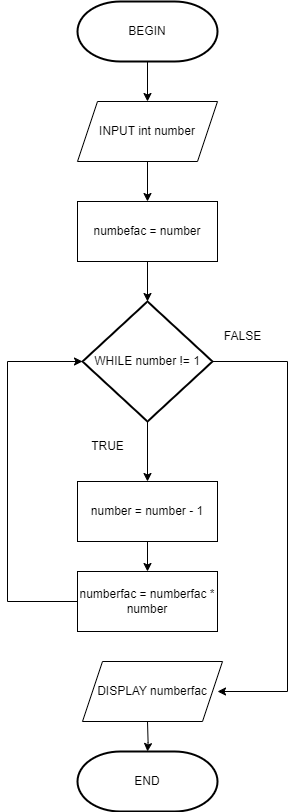 BEGIN
INPUT int number
numbefac = number
WHILE number != 1
FALSE
TRUE
number = number - 1
numberfac = numberfac *
number
DISPLAY numberfac
END